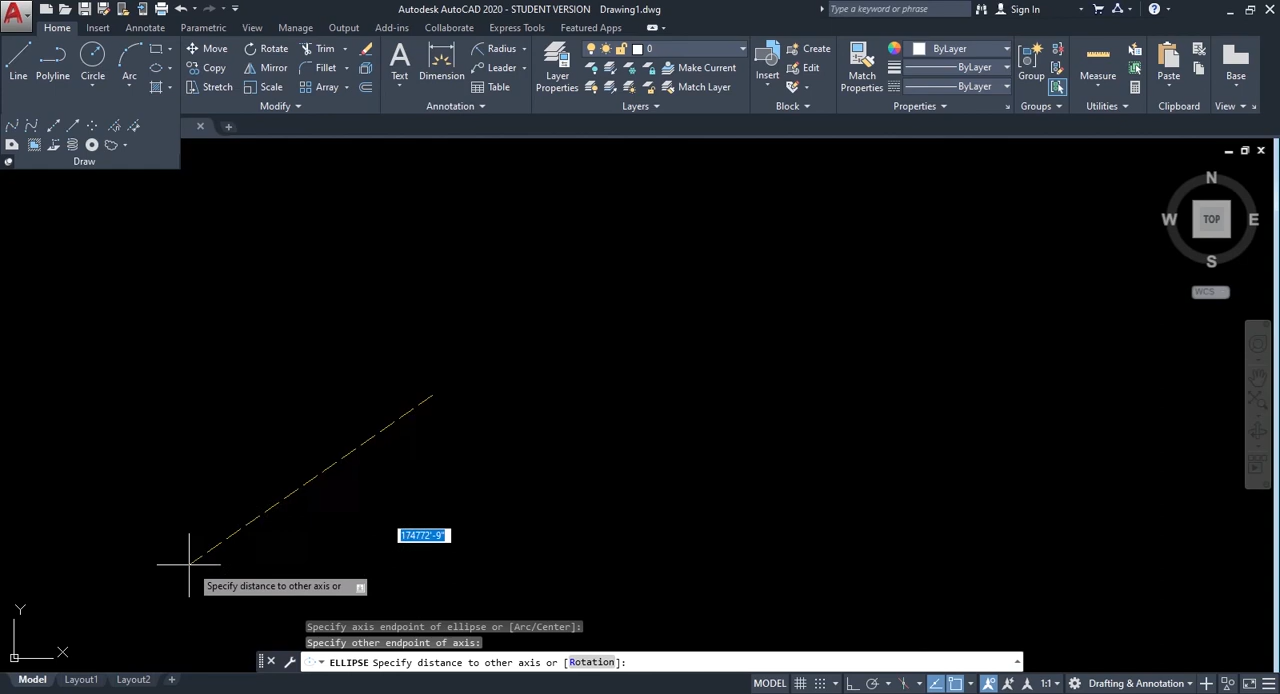 Autodesk AutoCAD 2020 - STUDENT VERSION Drawing1.dwg
Type a keyword or phrase
Sign In
Home Insert Annotate Parametric View Manage Output Add-ins Collaborate Express Tools Featured Apps
Line
Polyline
Circle
Arc
Draw
Move
Rotate
Trim
Copy
Mirror
Fillet
Stretch
Scale
Array
Modify
Text
Dimension
Radius
Leader
Table
Annotation
Layer
Properties
0
Make Current
Match Layer
Layers
Insert
Create
Edit
Block
Match
Properties
ByLayer
ByLayer
ByLayer
Properties
Group
Groups
Measure
Utilities
Paste
Clipboard
Base
View
N
W TOP E
S
WCS
174772'-9"
Specify distance to other axis or
Y
X
Specify axis endpoint of ellipse or [Arc/Center]:
Specify other endpoint of axis:
ELLIPSE Specify distance to other axis or [Rotation]:
Model Layout1 Layout2 +
MODEL
1:1
Drafting & Annotation